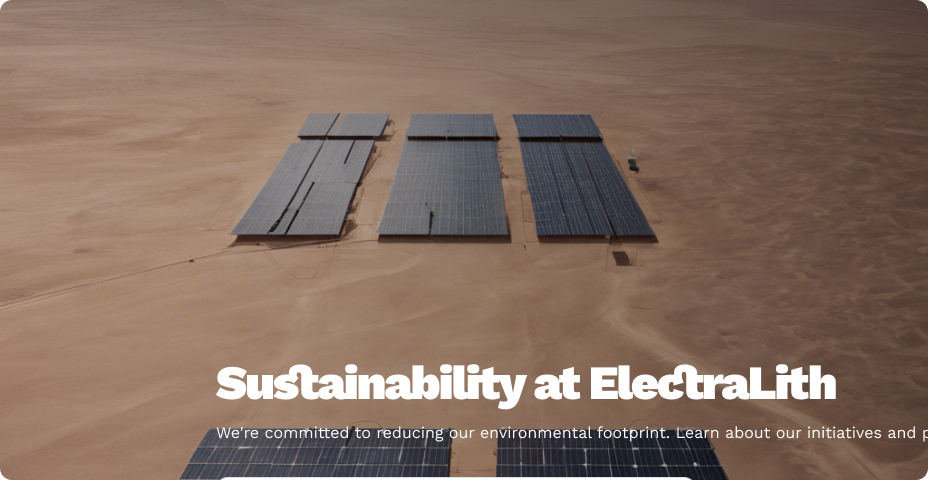 Sustainability at ElectraLith
We're committed to reducing our environmental footprint. Learn about our initiatives and p